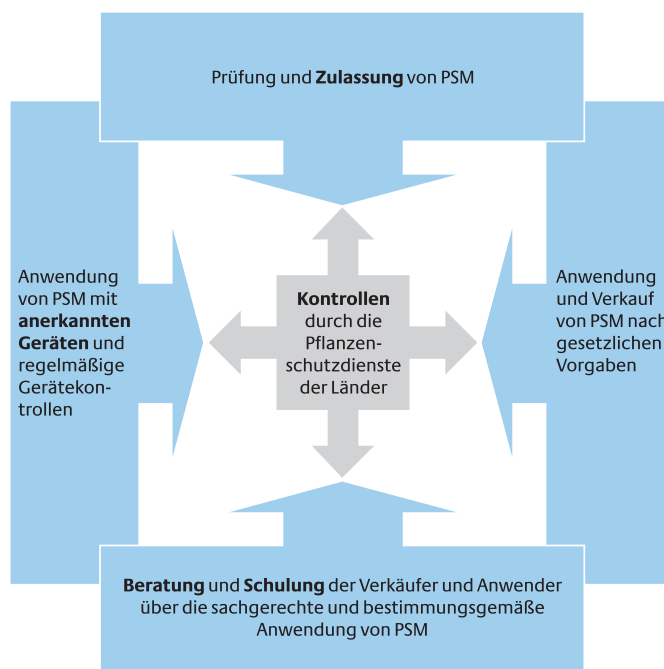 Prüfung und Zulassung von PSM
Anwendung
von PSM mit
anerkannten
Geräten und
regelmäßige
Gerätekon-
trollen
Kontrollen
durch die
Pflanzen-
schutzdienste
der Länder
Anwendung
und Verkauf
von PSM nach
gesetzlichen
Vorgaben
Beratung und Schulung der Verkäufer und Anwender
über die sachgerechte und bestimmungsgemäße
Anwendung von PSM